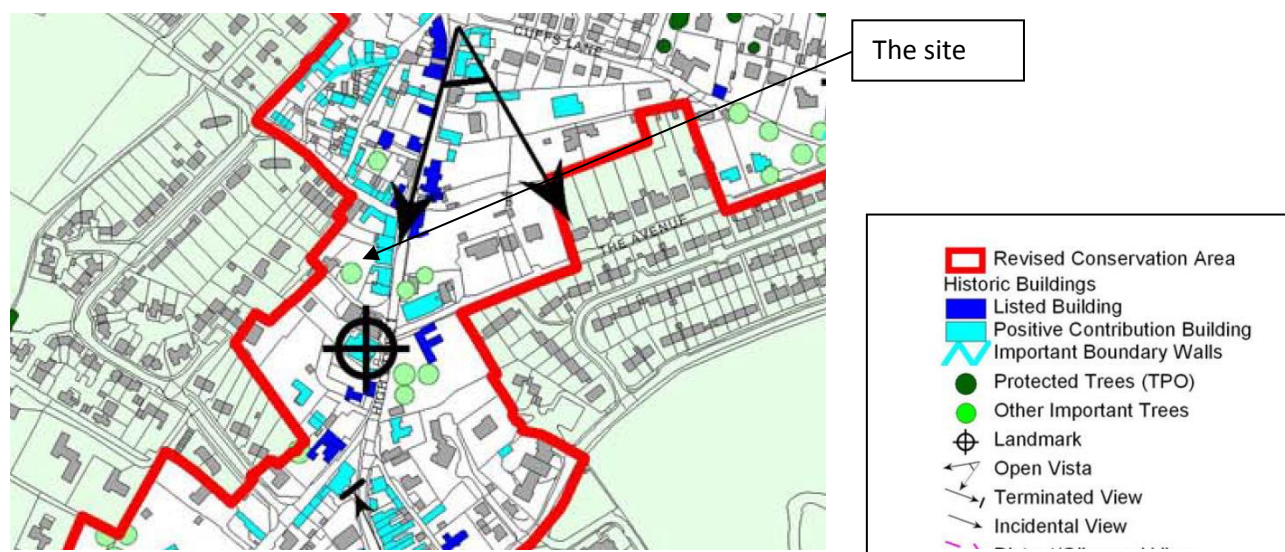 CUFFS LANE
The site
THE AVENUE
Revised Conservation Area
Historic Buildings
Listed Building
Positive Contribution Building
Important Boundary Walls
Protected Trees (TPO)
Other Important Trees
Landmark
Open Vista
Terminated View
Incidental View